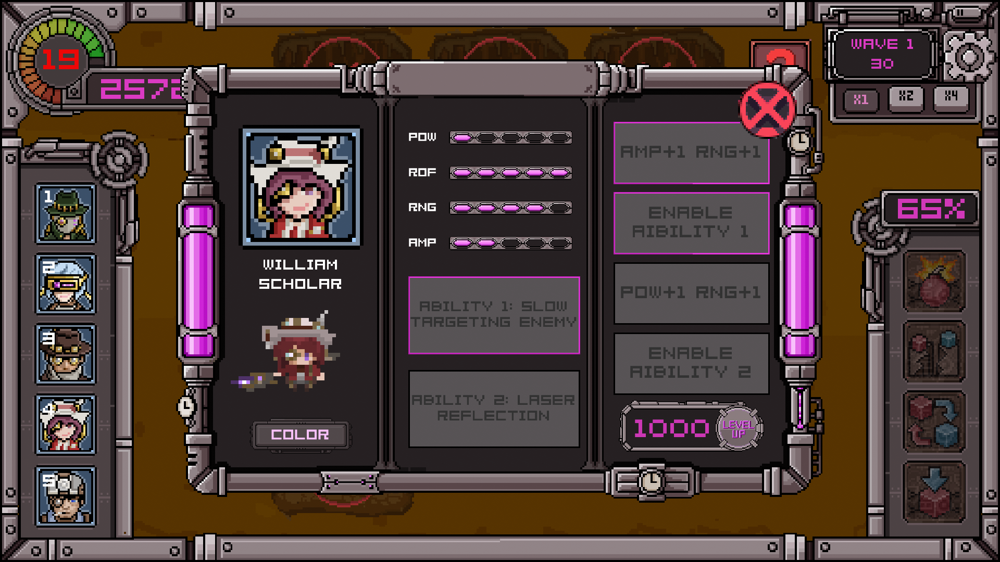 19
2572
WAVE 1
30
X1
X2
X4
1
2
3
4
5
WILLIAM
SCHOLAR
COLOR
POW
ROF
RNG
AMP
ABILITY 1: SLOW
TARGETING ENEMY
ABILITY 2: LASER
REFLECTION
AMP+1 RNG+1
ENABLE
AIBILITY 1
POW+1 RNG+1
ENABLE
AIBILITY 2
1000
LEVEL
UP
65%